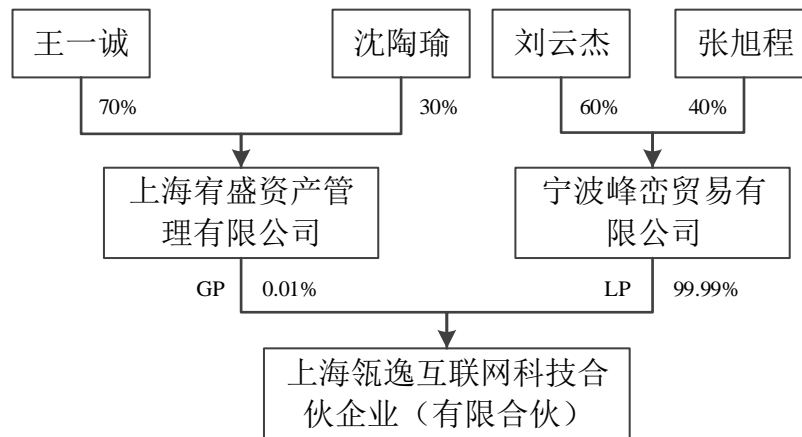 王一诚
沈陶瑜
刘云杰
张旭程
70%
30%
60%
40%
上海宥盛资产管
理有限公司
宁波峰峦贸易有
限公司
GP
0.01%
LP
99.99%
上海瓴逸互联网科技合
伙企业（有限合伙）